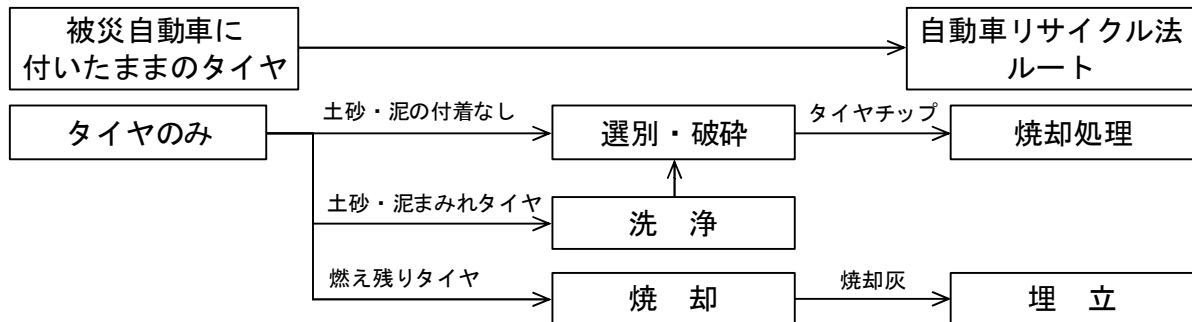 被災自動車に
付いたままのタイヤ
自動車リサイクル法
ルート
タイヤのみ
土砂・泥の付着なし
選別・破砕
タイヤチップ
焼却処理
土砂・泥まみれタイヤ
洗　浄
燃え残りタイヤ
焼　却
焼却灰
埋　立